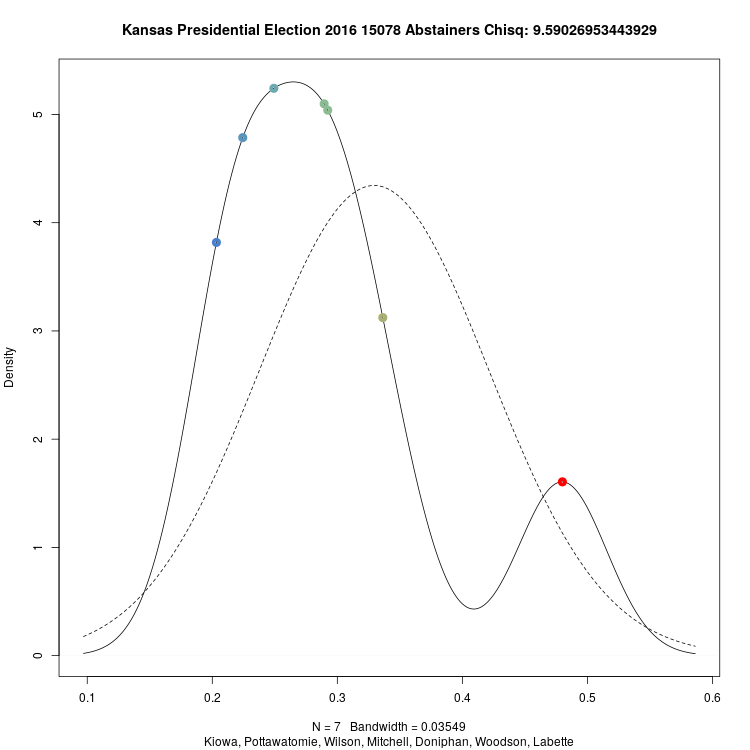 Kansas Presidential Election 2016 15078 Abstainers Chisq: 9.59026953443929
Density
5
4
3
2
1
0
0.1 0.2 0.3 0.4 0.5 0.6
N = 7 Bandwidth = 0.03549
Kiowa, Pottawatomie, Wilson, Mitchell, Doniphan, Woodson, Labette